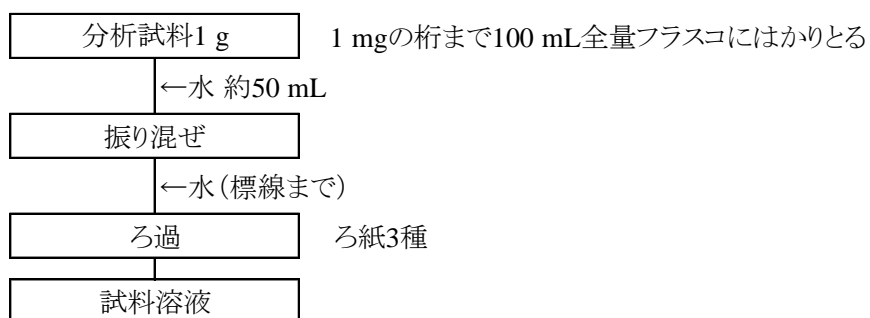 分析試料1 g 1 mgの桁まで100 mL全量フラスコにはかりとる
←水 約50 mL
振り混ぜ
←水(標線まで)
ろ過 ろ紙3種
試料溶液